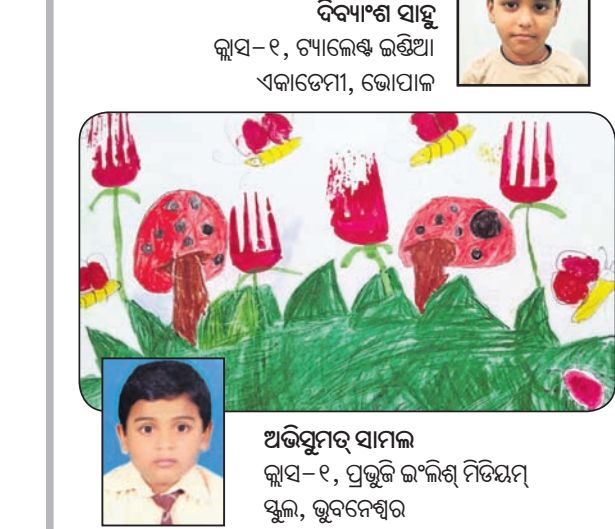 ଦିବ୍ୟାଂଶ ସାହୁ
କ୍ଲାସ-୧, ଟ୍ୟାଲେଣ୍ଟ ଇଣ୍ଡିଆ
ଏକାଡେମୀ, ଭୋପାଳ
ଅଭିସୁମତ୍ ସାମଲ
କ୍ଲାସ-୧, ପ୍ରଭୁଜି ଇଂଲିଶ୍ ମିଡିୟମ୍
ସ୍କୁଲ, ଭୁବନେଶ୍ୱର